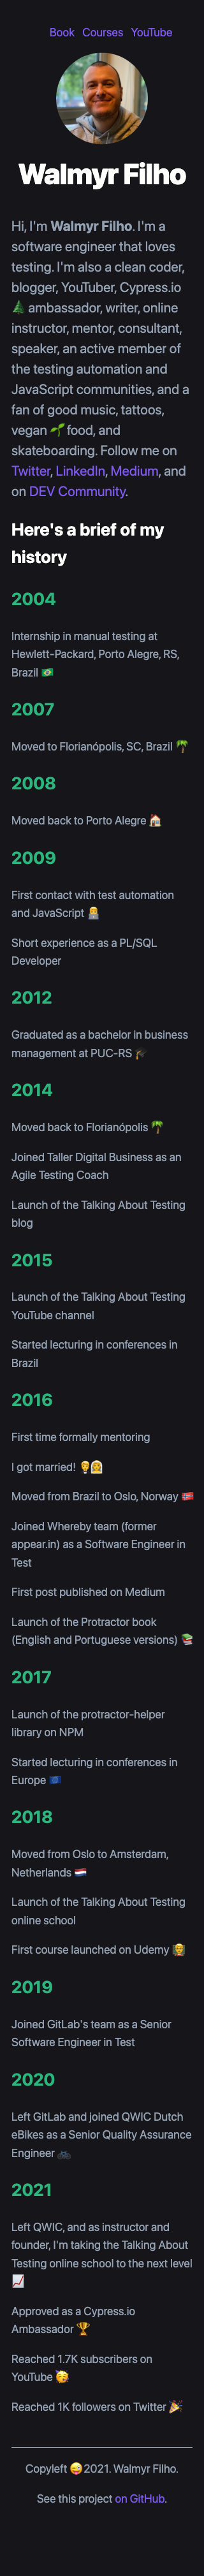 Book Courses YouTube
Walmyr Filho
Hi, I'm Walmyr Filho. I'm a
software engineer that loves
testing. I'm also a clean coder,
blogger, YouTuber, Cypress.io
🌲 ambassador, writer, online
instructor, mentor, consultant,
speaker, an active member of
the testing automation and
JavaScript communities, and a
fan of good music, tattoos,
vegan 🌱 food, and
skateboarding. Follow me on
Twitter, LinkedIn, Medium, and
on DEV Community.
Here's a brief of my
history
2004
Internship in manual testing at
Hewlett-Packard, Porto Alegre, RS,
Brazil 🇧🇷
2007
Moved to Florianópolis, SC, Brazil 🌴
2008
Moved back to Porto Alegre 🏠
2009
First contact with test automation
and JavaScript 👨‍💻
Short experience as a PL/SQL
Developer
2012
Graduated as a bachelor in business
management at PUC-RS 🎓
2014
Moved back to Florianópolis 🌴
Joined Taller Digital Business as an
Agile Testing Coach
Launch of the Talking About Testing
blog
2015
Launch of the Talking About Testing
YouTube channel
Started lecturing in conferences in
Brazil
2016
First time formally mentoring
I got married! 🤵👰
Moved from Brazil to Oslo, Norway 🇳🇴
Joined Whereby team (former
appear.in) as a Software Engineer in
Test
First post published on Medium
Launch of the Protractor book
(English and Portuguese versions) 📚
2017
Launch of the protractor-helper
library on NPM
Started lecturing in conferences in
Europe 🇪🇺
2018
Moved from Oslo to Amsterdam,
Netherlands 🇳🇱
Launch of the Talking About Testing
online school
First course launched on Udemy 👨‍🏫
2019
Joined GitLab's team as a Senior
Software Engineer in Test
2020
Left GitLab and joined QWIC Dutch
eBikes as a Senior Quality Assurance
Engineer 🚲
2021
Left QWIC, and as instructor and
founder, I'm taking the Talking About
Testing online school to the next level
📈
Approved as a Cypress.io
Ambassador 🏆
Reached 1.7K subscribers on
YouTube 🥳
Reached 1K followers on Twitter 🎉
Copyleft 😜 2021. Walmyr Filho.
See this project on GitHub.